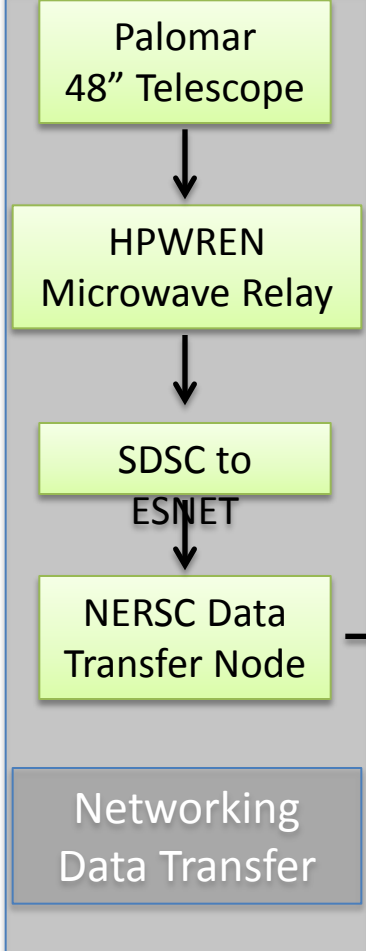 Palomar
48” Telescope
HPWREN
Microwave Relay
SDSC to
ESNET
NERSC Data
Transfer Node
Networking
Data Transfer